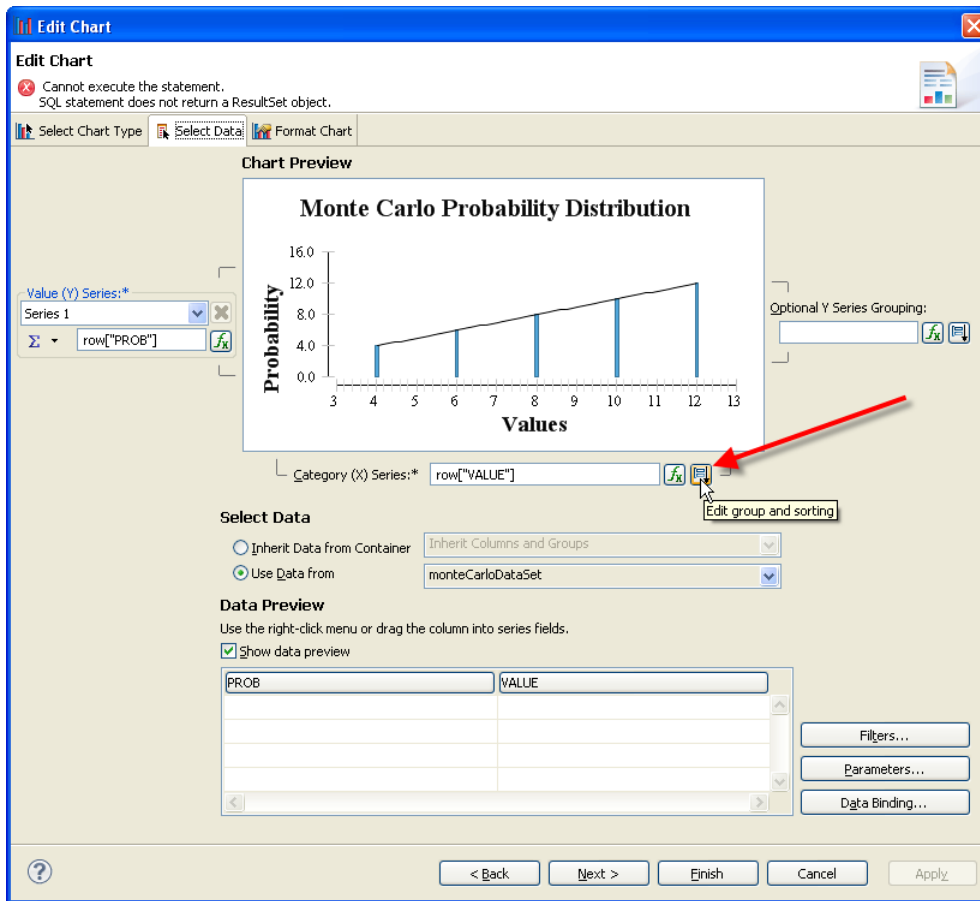 Edit Chart
Edit Chart
Cannot execute the statement.
SQL statement does not return a ResultSet object.
Select Chart Type Select Data Format Chart
Chart Preview
Monte Carlo Probability Distribution
16.0
12.0
8.0
4.0
0.0
Probability
3 4 5 6 7 8 9 10 11 12 13
Values
Value (Y) Series:*
Series 1
Σ row["PROB"] fx
Optional Y Series Grouping:
fx
Category (X) Series:* row["VALUE"] fx
Edit group and sorting
Select Data
Inherit Data from Container Inherit Columns and Groups
Use Data from monteCarloDataSet
Data Preview
Use the right-click menu or drag the column into series fields.
Show data preview
PROB VALUE
Filters...
Parameters...
Data Binding...
? < Back Next > Finish Cancel Apply